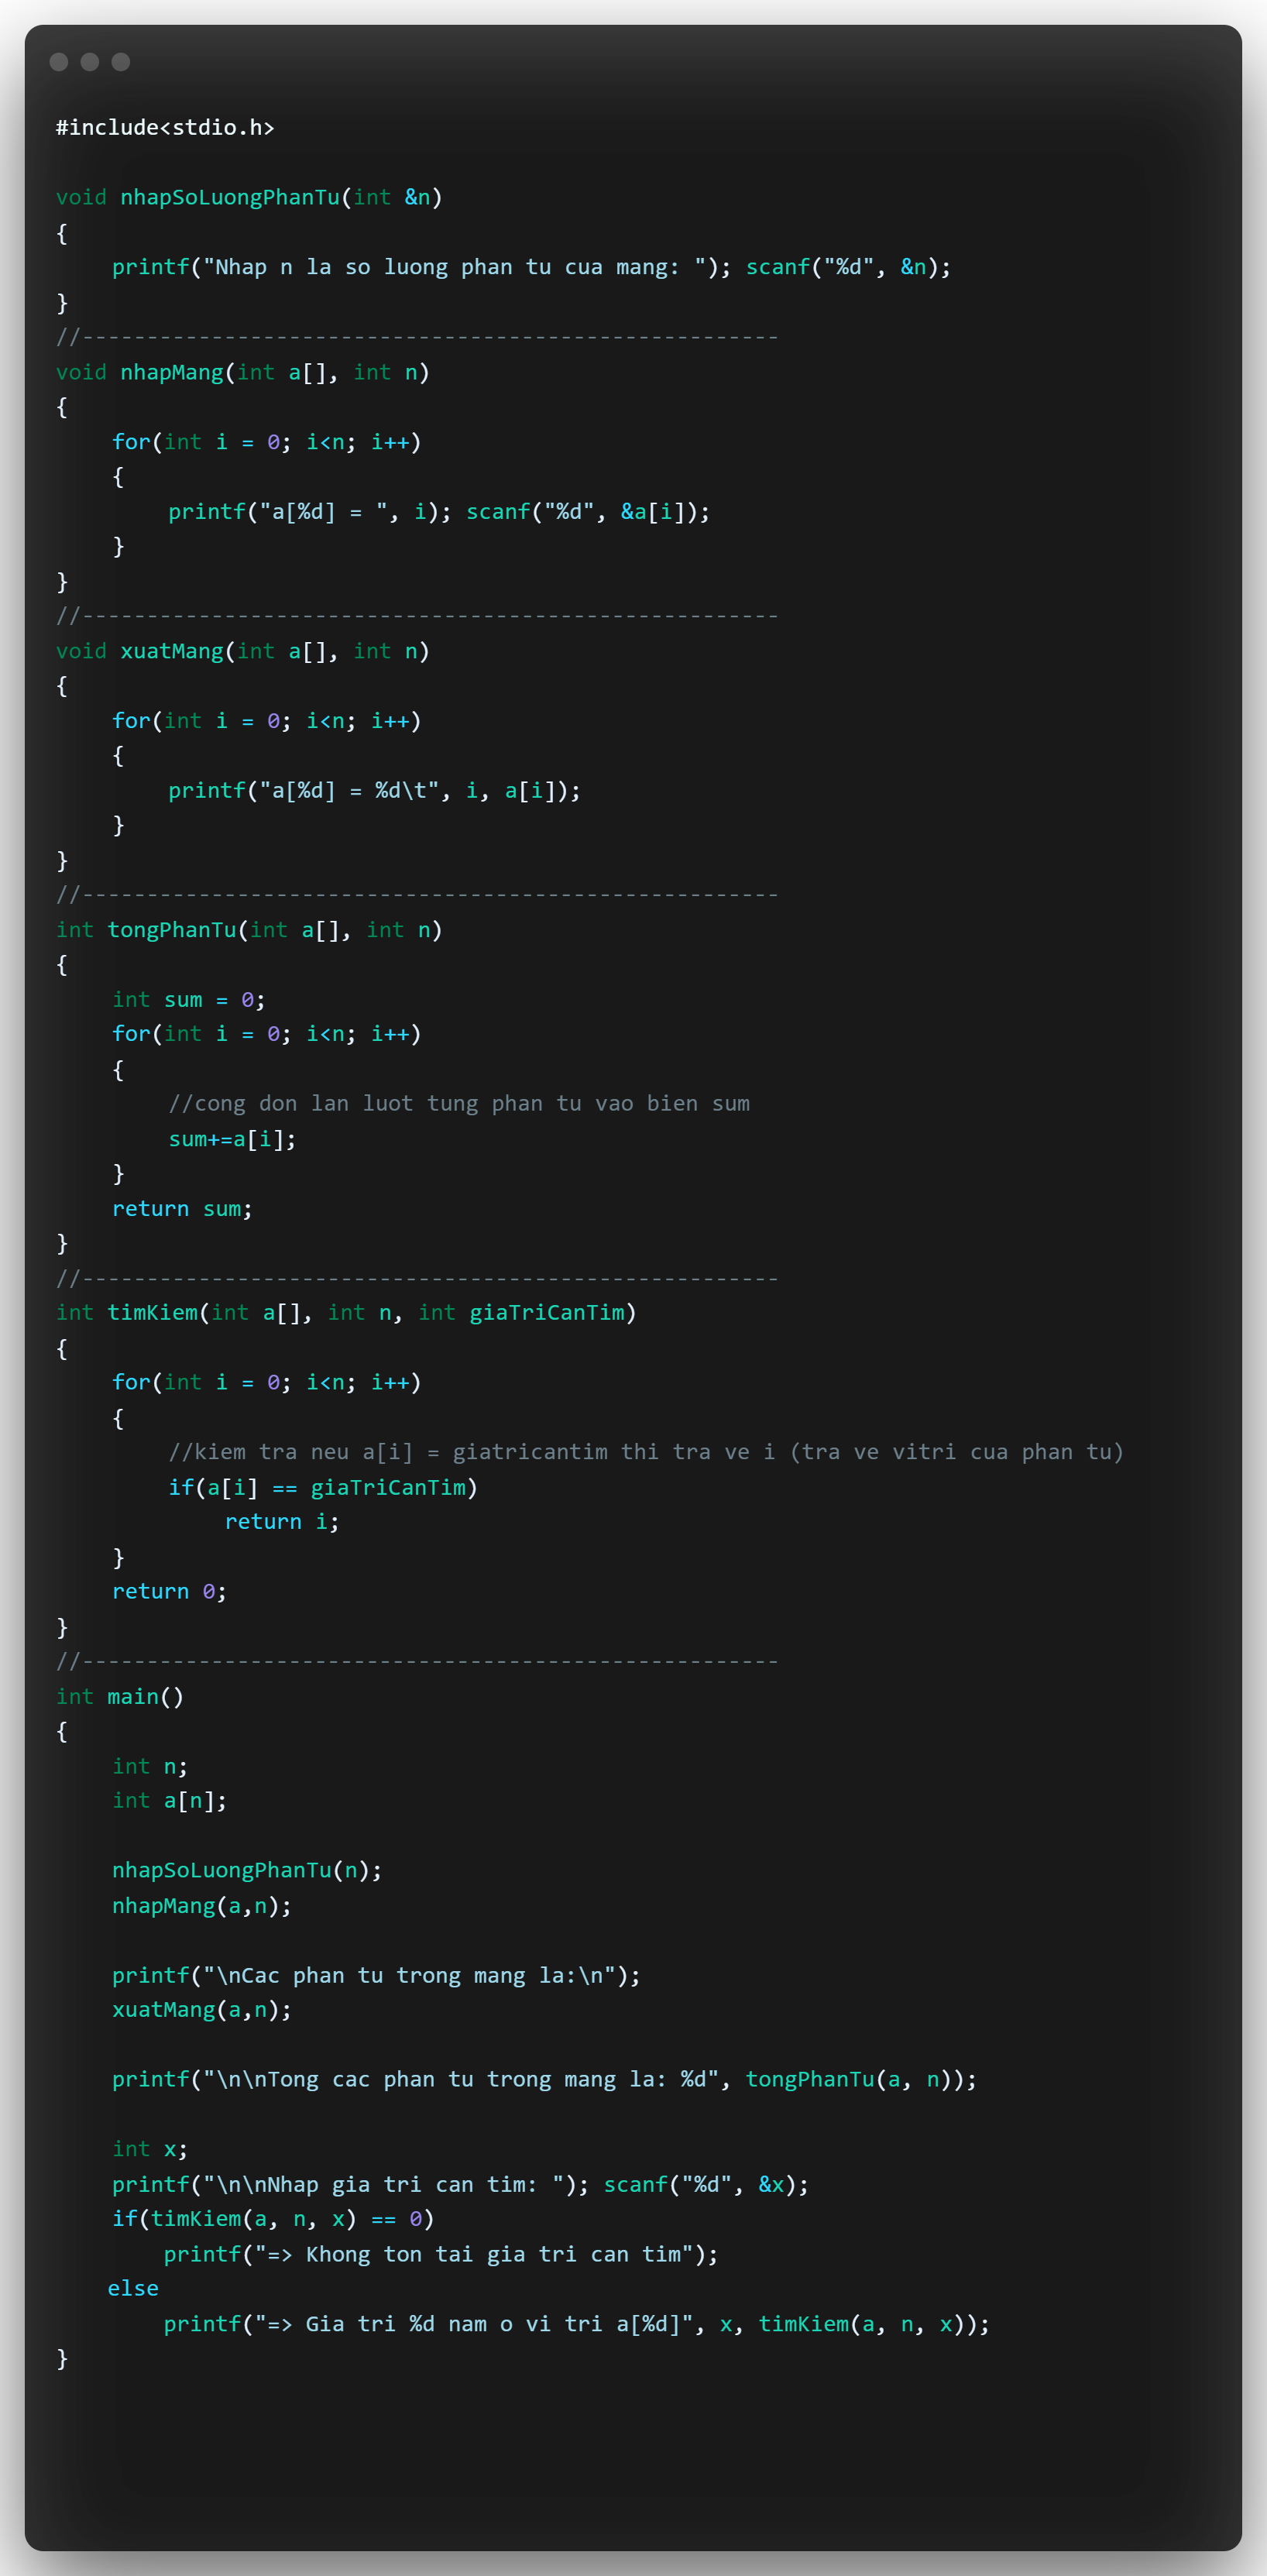 #include<stdio.h>

void nhapSoLuongPhanTu(int &n)
{
    printf("Nhap n la so luong phan tu cua mang: "); scanf("%d", &n);
}
//------------------------------------------------------
void nhapMang(int a[], int n)
{
    for(int i = 0; i<n; i++)
    {
        printf("a[%d] = ", i); scanf("%d", &a[i]);
    }
}
//------------------------------------------------------
void xuatMang(int a[], int n)
{
    for(int i = 0; i<n; i++)
    {
        printf("a[%d] = %d\t", i, a[i]);
    }
}
//------------------------------------------------------
int tongPhanTu(int a[], int n)
{
    int sum = 0;
    for(int i = 0; i<n; i++)
    {
        //cong don lan luot tung phan tu vao bien sum
        sum+=a[i];
    }
    return sum;
}
//------------------------------------------------------
int timKiem(int a[], int n, int giaTriCanTim)
{
    for(int i = 0; i<n; i++)
    {
        //kiem tra neu a[i] = giatricantim thi tra ve i (tra ve vitri cua phan tu)
        if(a[i] == giaTriCanTim)
            return i;
    }
    return 0;
}
//------------------------------------------------------
int main()
{
    int n;
    int a[n];

    nhapSoLuongPhanTu(n);
    nhapMang(a,n);

    printf("\nCac phan tu trong mang la:\n");
    xuatMang(a,n);

    printf("\n\nTong cac phan tu trong mang la: %d", tongPhanTu(a, n));

    int x;
    printf("\n\nNhap gia tri can tim: "); scanf("%d", &x);
    if(timKiem(a, n, x) == 0)
        printf("=> Khong ton tai gia tri can tim");
    else
        printf("=> Gia tri %d nam o vi tri a[%d]", x, timKiem(a, n, x));
}